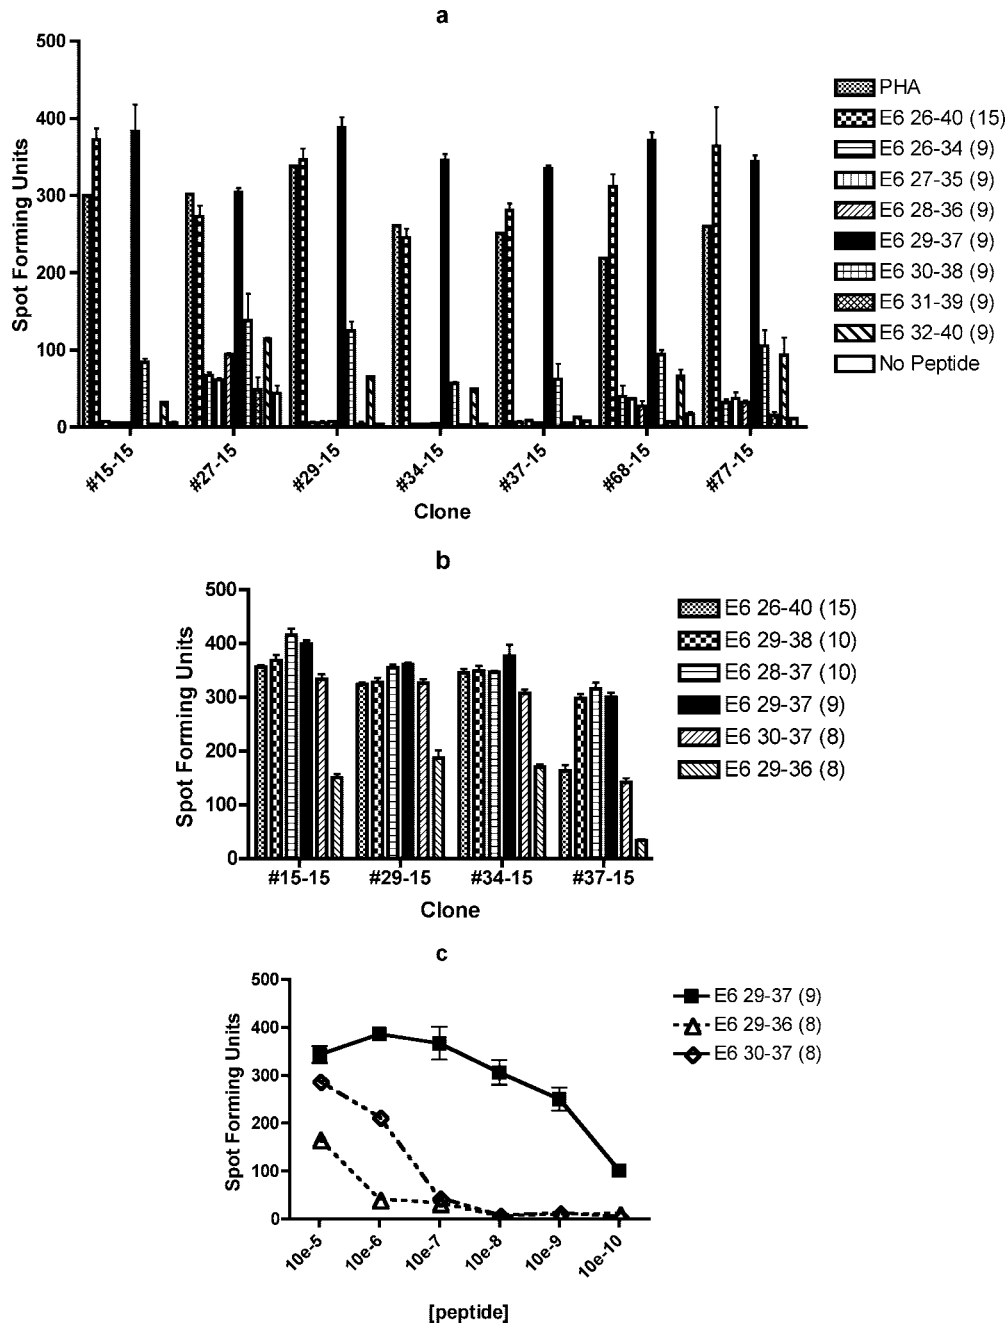 a
500
400
300
200
100
0
Spot Forming Units
#15-15
#27-15
#29-15
#34-15
#37-15
#68-15
#77-15
Clone
PHA
E6 26-40 (15)
E6 26-34 (9)
E6 27-35 (9)
E6 28-36 (9)
E6 29-37 (9)
E6 30-38 (9)
E6 31-39 (9)
E6 32-40 (9)
No Peptide
b
500
400
300
200
100
0
Spot Forming Units
#15-15
#29-15
#34-15
#37-15
Clone
E6 26-40 (15)
E6 29-38 (10)
E6 28-37 (10)
E6 29-37 (9)
E6 30-37 (8)
E6 29-36 (8)
c
500
400
300
200
100
0
Spot Forming Units
10e-5
10e-6
10e-7
10e-8
10e-9
10e-10
[peptide]
E6 29-37 (9)
E6 29-36 (8)
E6 30-37 (8)